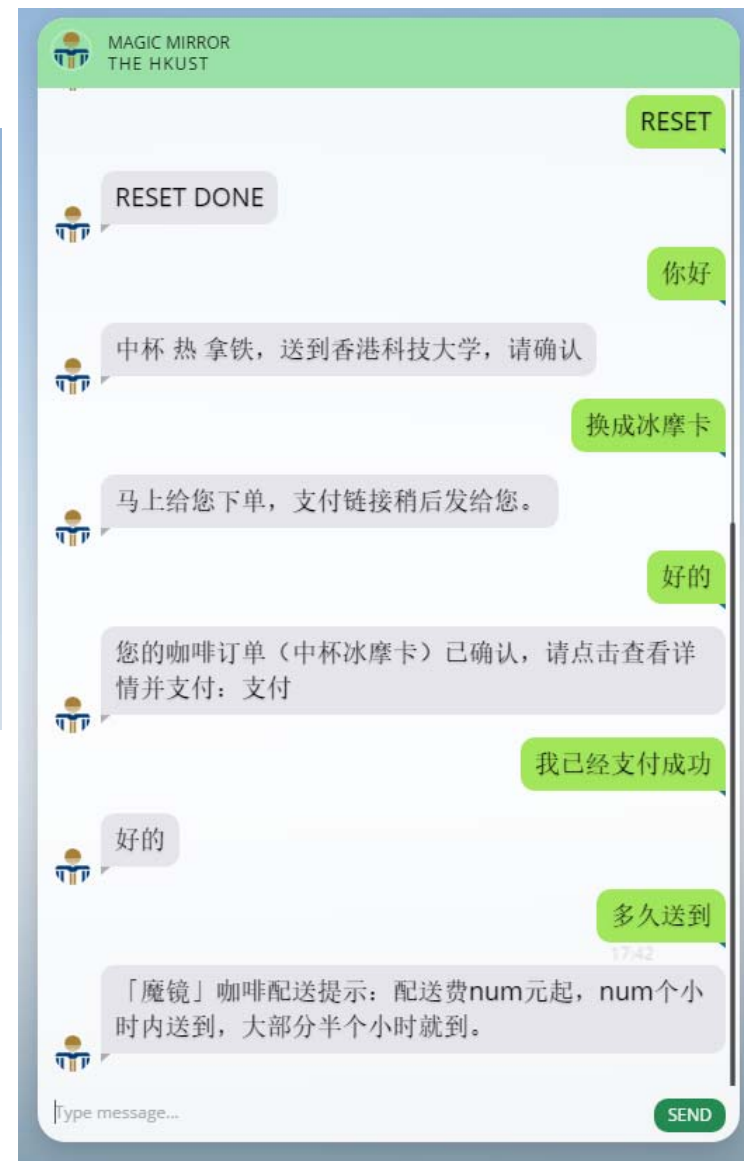 MAGIC MIRROR
THE HKUST
RESET
RESET DONE
你好
中杯 热 拿铁，送到香港科技大学，请确认
换成冰摩卡
马上给您下单，支付链接稍后发给您。
好的
您的咖啡订单（中杯冰摩卡）已确认，请点击查看详
情并支付：支付
我已经支付成功
好的
多久送到
17:42
「魔镜」咖啡配送提示：配送费num元起，num个小
时内送到，大部分半个小时就到。
Type message...
SEND